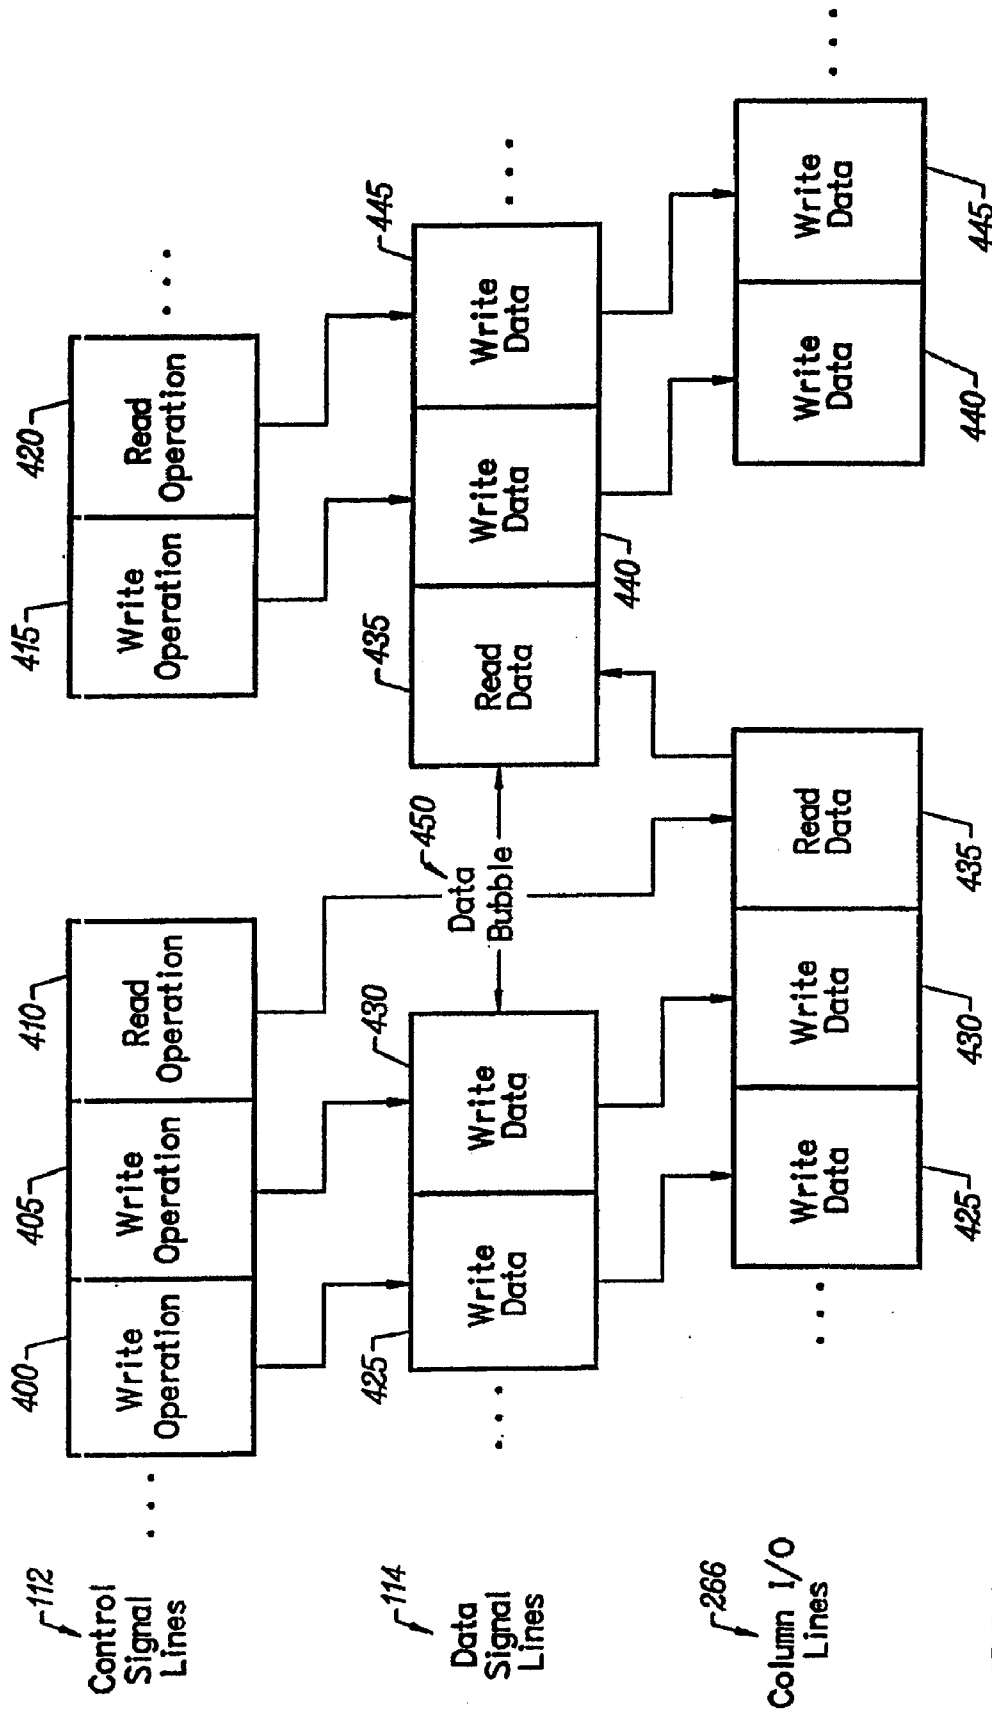 112
Control
Signal
Lines
400
Write
Operation
405
Write
Operation
410
Read
Operation
415
Write
Operation
420
Read
Operation
114
Data
Signal
Lines
425
Write
Data
430
Write
Data
450
Data
Bubble
435
Read
Data
440
Write
Data
445
Write
Data
266
Column I/O
Lines
425
Write
Data
430
Write
Data
435
Read
Data
440
Write
Data
445
Write
Data